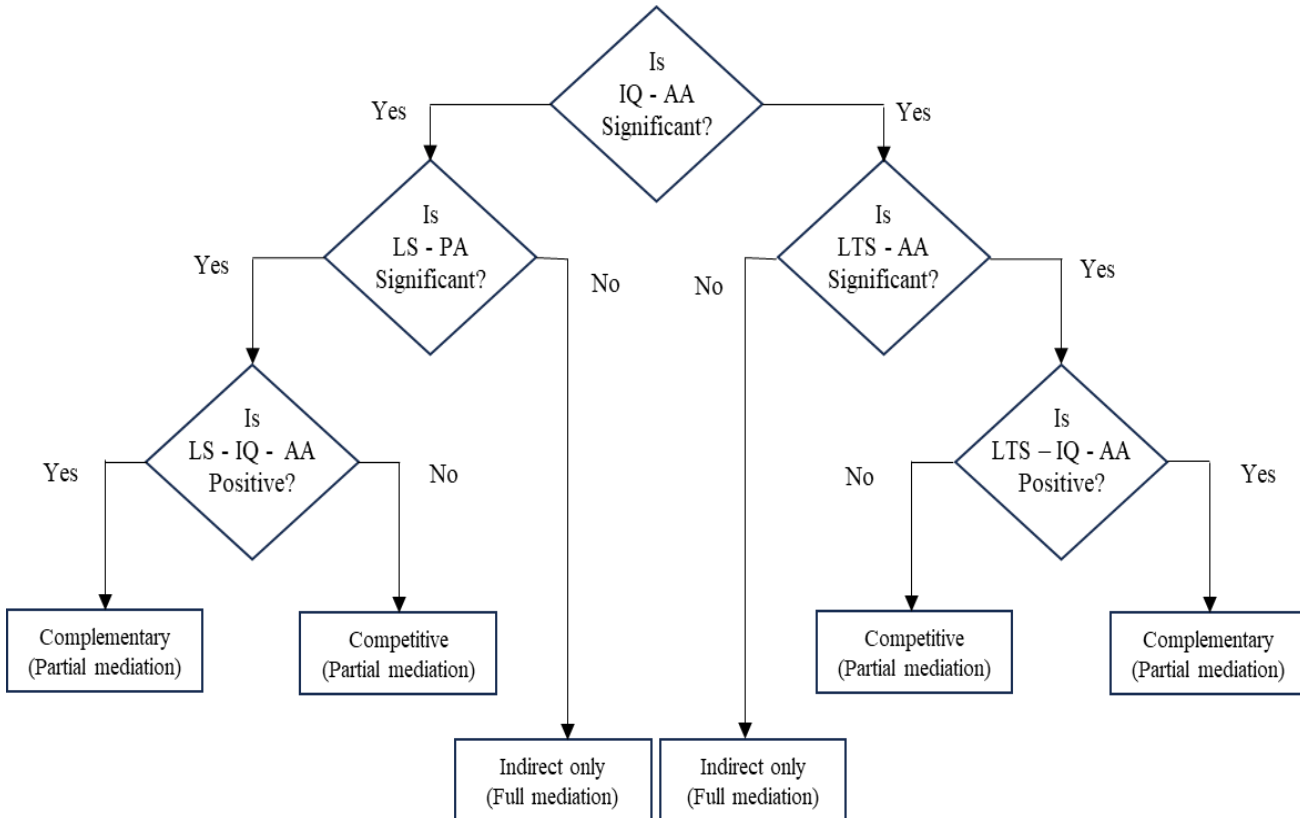 Is
IQ - AA
Significant?
Yes
Yes
Is
LS - PA
Significant?
Is
LTS - AA
Significant?
Yes
No
No
Yes
Is
LS - IQ - AA
Positive?
Is
LTS – IQ - AA
Positive?
Yes
No
No
Yes
Complementary
(Partial mediation)
Competitive
(Partial mediation)
Competitive
(Partial mediation)
Complementary
(Partial mediation)
Indirect only
(Full mediation)
Indirect only
(Full mediation)